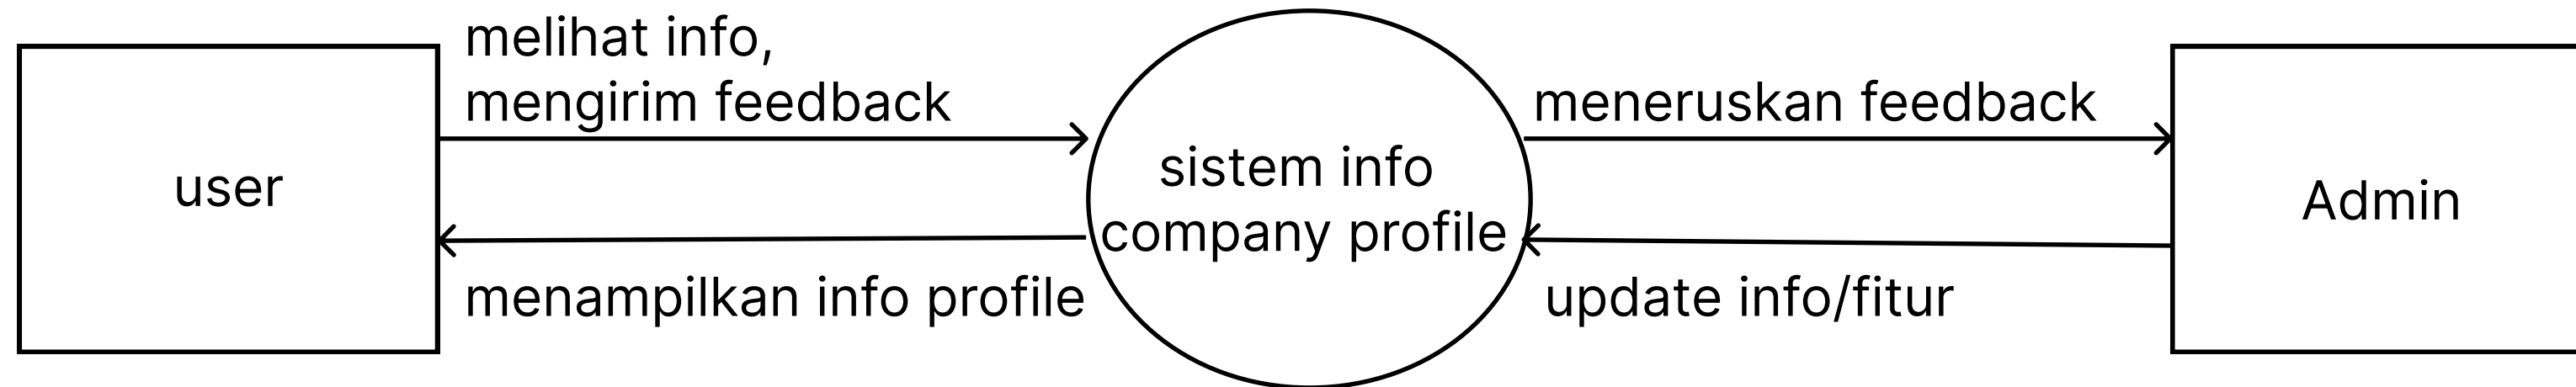 user
melihat info,
mengirim feedback
menampilkan info profile
sistem info
company profile
meneruskan feedback
update info/fitur
Admin